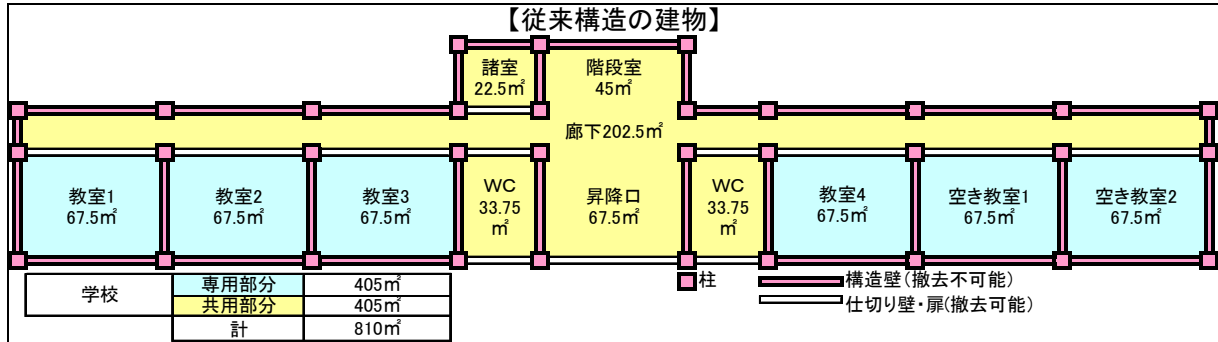 【従来構造の建物】
諸室
22.5㎡
階段室
45㎡
廊下202.5㎡
教室1
67.5㎡
教室2
67.5㎡
教室3
67.5㎡
WC
33.75
㎡
昇降口
67.5㎡
WC
33.75
㎡
教室4
67.5㎡
空き教室1
67.5㎡
空き教室2
67.5㎡
学校
専用部分 405㎡
共用部分 405㎡
計 810㎡
柱
構造壁(撤去不可能)
仕切り壁・扉(撤去可能)